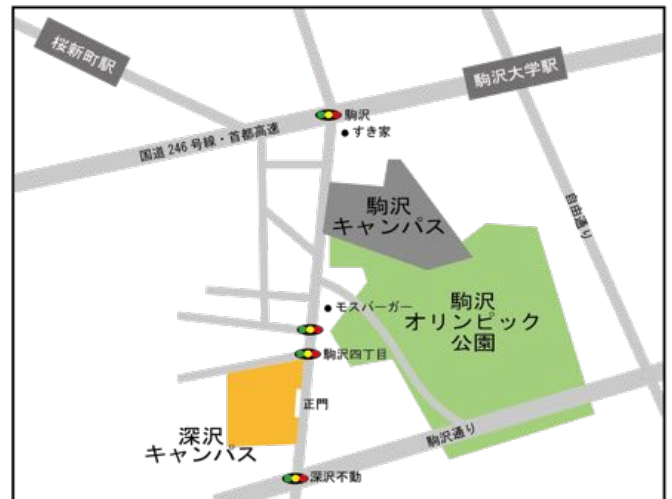 桜新町駅
駒沢大学駅
駒沢
すき家
国道246号線・首都高速
駒沢
キャンパス
自由通り
駒沢
オリンピック
公園
モスバーガー
駒沢四丁目
正門
深沢
キャンパス
駒沢通り
深沢不動